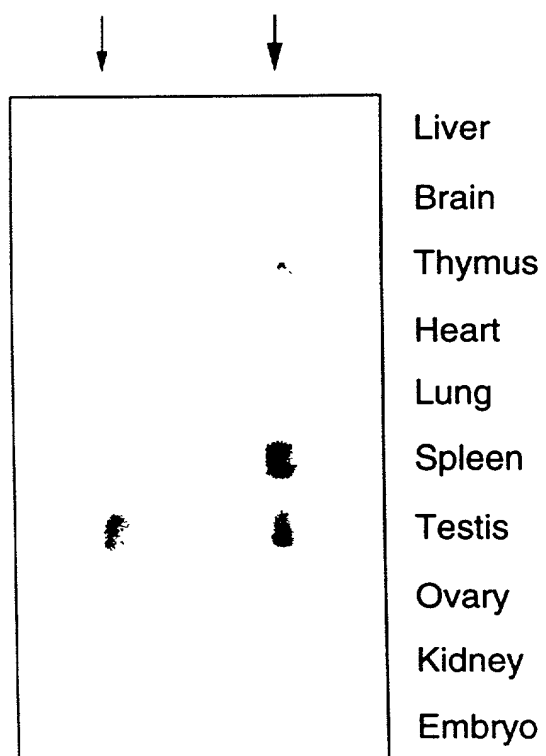 Liver
Brain
Thymus
Heart
Lung
Spleen
Testis
Ovary
Kidney
Embryo